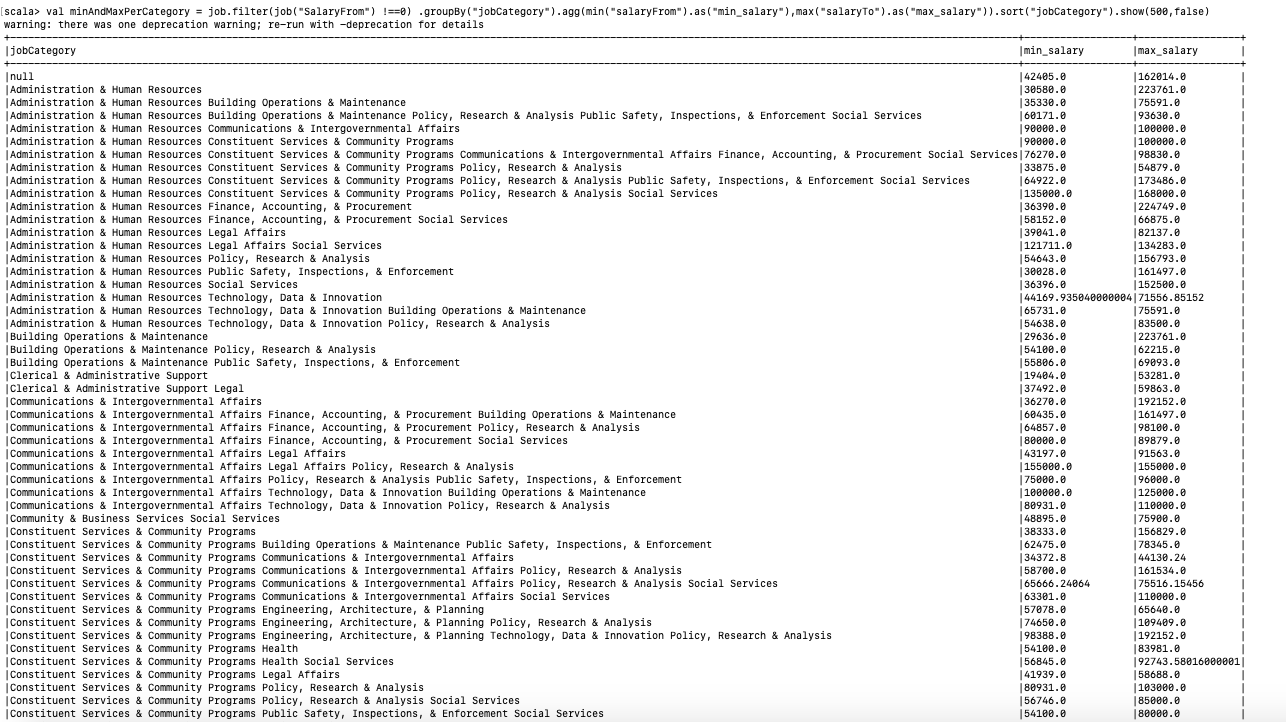 scala> val minAndMaxPerCategory = job.filter(job("SalaryFrom") !==0) .groupBy("jobCategory").agg(min("salaryFrom").as("min_salary"),max("salaryTo").as("max_salary")).sort("jobCategory").show(500,false)
warning: there was one deprecation warning; re-run with -deprecation for details
|jobCategory |min_salary |max_salary |
|null |42405.0 |162014.0 |
|Administration & Human Resources |30580.0 |223761.0 |
|Administration & Human Resources Building Operations & Maintenance |35330.0 |75591.0 |
|Administration & Human Resources Building Operations & Maintenance Policy, Research & Analysis Public Safety, Inspections, & Enforcement Social Services |60171.0 |93630.0 |
|Administration & Human Resources Communications & Intergovernmental Affairs |90000.0 |100000.0 |
|Administration & Human Resources Constituent Services & Community Programs |90000.0 |100000.0 |
|Administration & Human Resources Constituent Services & Community Programs Communications & Intergovernmental Affairs Finance, Accounting, & Procurement Social Services|76270.0 |98830.0 |
|Administration & Human Resources Constituent Services & Community Programs Policy, Research & Analysis |33875.0 |54879.0 |
|Administration & Human Resources Constituent Services & Community Programs Policy, Research & Analysis Public Safety, Inspections, & Enforcement Social Services |64922.0 |173486.0 |
|Administration & Human Resources Constituent Services & Community Programs Policy, Research & Analysis Social Services |135000.0 |168000.0 |
|Administration & Human Resources Finance, Accounting, & Procurement |36390.0 |224749.0 |
|Administration & Human Resources Finance, Accounting, & Procurement Social Services |58152.0 |66875.0 |
|Administration & Human Resources Legal Affairs |39041.0 |82137.0 |
|Administration & Human Resources Legal Affairs Social Services |121711.0 |134283.0 |
|Administration & Human Resources Policy, Research & Analysis |54643.0 |156793.0 |
|Administration & Human Resources Public Safety, Inspections, & Enforcement |30028.0 |161497.0 |
|Administration & Human Resources Social Services |36396.0 |152500.0 |
|Administration & Human Resources Technology, Data & Innovation |44169.935040000004|71556.85152 |
|Administration & Human Resources Technology, Data & Innovation Building Operations & Maintenance |65731.0 |75591.0 |
|Administration & Human Resources Technology, Data & Innovation Policy, Research & Analysis |54638.0 |83500.0 |
|Building Operations & Maintenance |29636.0 |223761.0 |
|Building Operations & Maintenance Policy, Research & Analysis |54100.0 |62215.0 |
|Building Operations & Maintenance Public Safety, Inspections, & Enforcement |55806.0 |69093.0 |
|Clerical & Administrative Support |19404.0 |53281.0 |
|Clerical & Administrative Support Legal |37492.0 |59863.0 |
|Communications & Intergovernmental Affairs |36270.0 |192152.0 |
|Communications & Intergovernmental Affairs Finance, Accounting, & Procurement Building Operations & Maintenance |60435.0 |161497.0 |
|Communications & Intergovernmental Affairs Finance, Accounting, & Procurement Policy, Research & Analysis |64857.0 |98100.0 |
|Communications & Intergovernmental Affairs Finance, Accounting, & Procurement Social Services |80000.0 |89879.0 |
|Communications & Intergovernmental Affairs Legal Affairs |43197.0 |91563.0 |
|Communications & Intergovernmental Affairs Legal Affairs Policy, Research & Analysis |155000.0 |155000.0 |
|Communications & Intergovernmental Affairs Policy, Research & Analysis Public Safety, Inspections, & Enforcement |75000.0 |96000.0 |
|Communications & Intergovernmental Affairs Technology, Data & Innovation Building Operations & Maintenance |100000.0 |125000.0 |
|Communications & Intergovernmental Affairs Technology, Data & Innovation Policy, Research & Analysis |80931.0 |110000.0 |
|Community & Business Services Social Services |48895.0 |75900.0 |
|Constituent Services & Community Programs |38333.0 |156829.0 |
|Constituent Services & Community Programs Building Operations & Maintenance Public Safety, Inspections, & Enforcement |62475.0 |78345.0 |
|Constituent Services & Community Programs Communications & Intergovernmental Affairs |34372.8 |44130.24 |
|Constituent Services & Community Programs Communications & Intergovernmental Affairs Policy, Research & Analysis |58700.0 |161534.0 |
|Constituent Services & Community Programs Communications & Intergovernmental Affairs Policy, Research & Analysis Social Services |65666.24064 |75516.15456 |
|Constituent Services & Community Programs Communications & Intergovernmental Affairs Social Services |63301.0 |110000.0 |
|Constituent Services & Community Programs Engineering, Architecture, & Planning |57078.0 |65640.0 |
|Constituent Services & Community Programs Engineering, Architecture, & Planning Policy, Research & Analysis |74650.0 |109409.0 |
|Constituent Services & Community Programs Engineering, Architecture, & Planning Technology, Data & Innovation Policy, Research & Analysis |98388.0 |192152.0 |
|Constituent Services & Community Programs Health |54100.0 |83981.0 |
|Constituent Services & Community Programs Health Social Services |56845.0 |92743.58016000001|
|Constituent Services & Community Programs Legal Affairs |41939.0 |58688.0 |
|Constituent Services & Community Programs Policy, Research & Analysis |80931.0 |103000.0 |
|Constituent Services & Community Programs Policy, Research & Analysis Social Services |56746.0 |85000.0 |
|Constituent Services & Community Programs Public Safety, Inspections, & Enforcement Social Services |54100.0 |80000.0 |